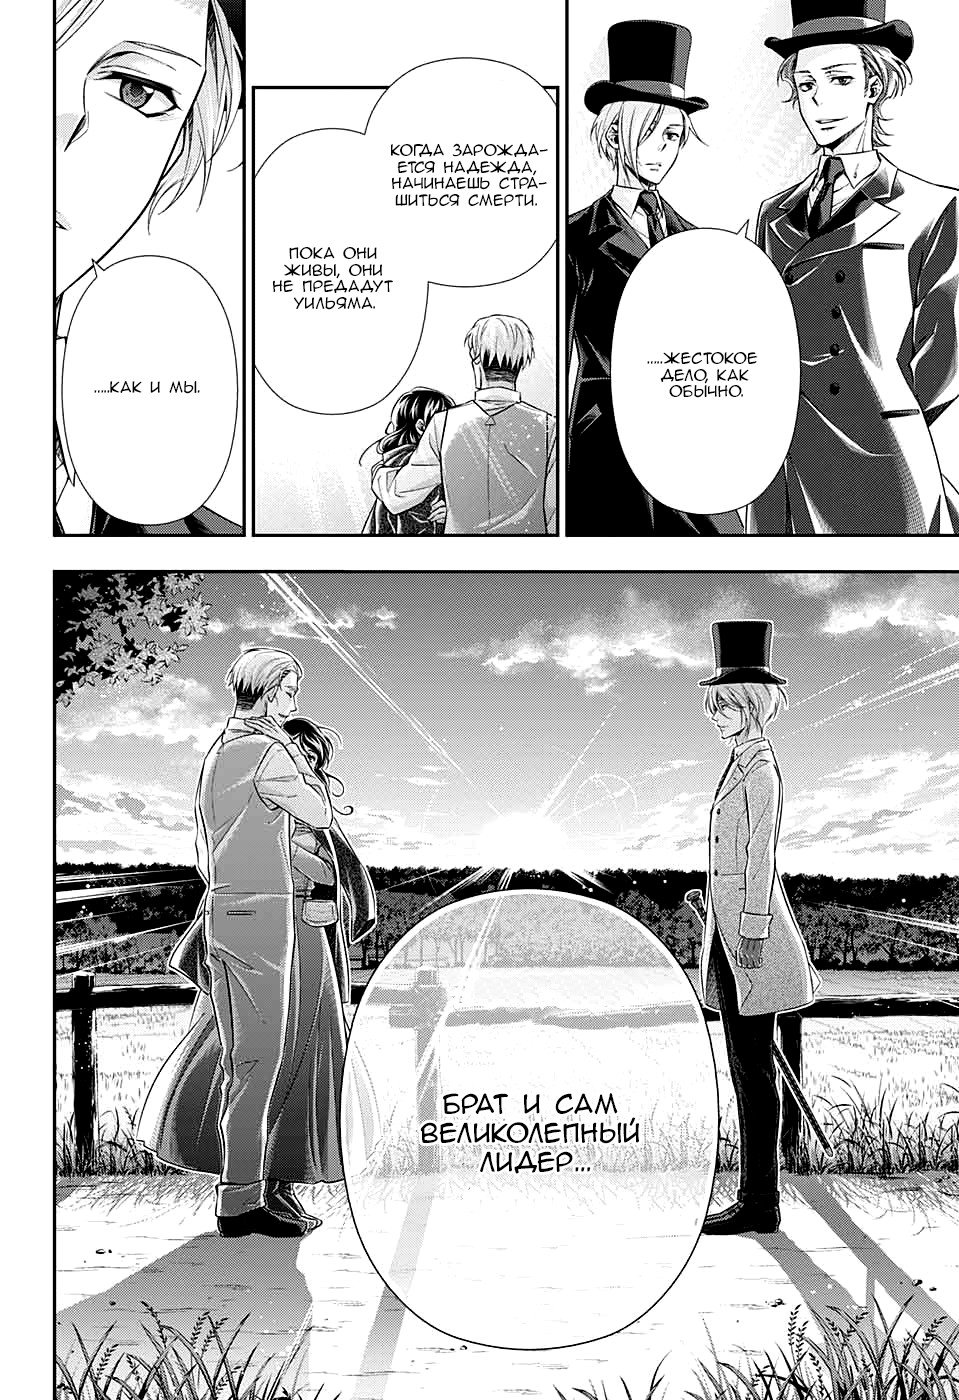 .....ЖЕСТОКОЕ
ДЕЛО, КАК
ОБЫЧНО.
КОГДА ЗАРОЖДА-
ЕТСЯ НАДЕЖДА,
НАЧИНАЕШЬ СТРА-
ШИТЬСЯ СМЕРТИ.
ПОКА ОНИ
ЖИВЫ, ОНИ
НЕ ПРЕДАДУТ
УИЛЬЯМА.
.....КАК И МЫ.
БРАТ И САМ
ВЕЛИКОЛЕПНЫЙ
ЛИДЕР...